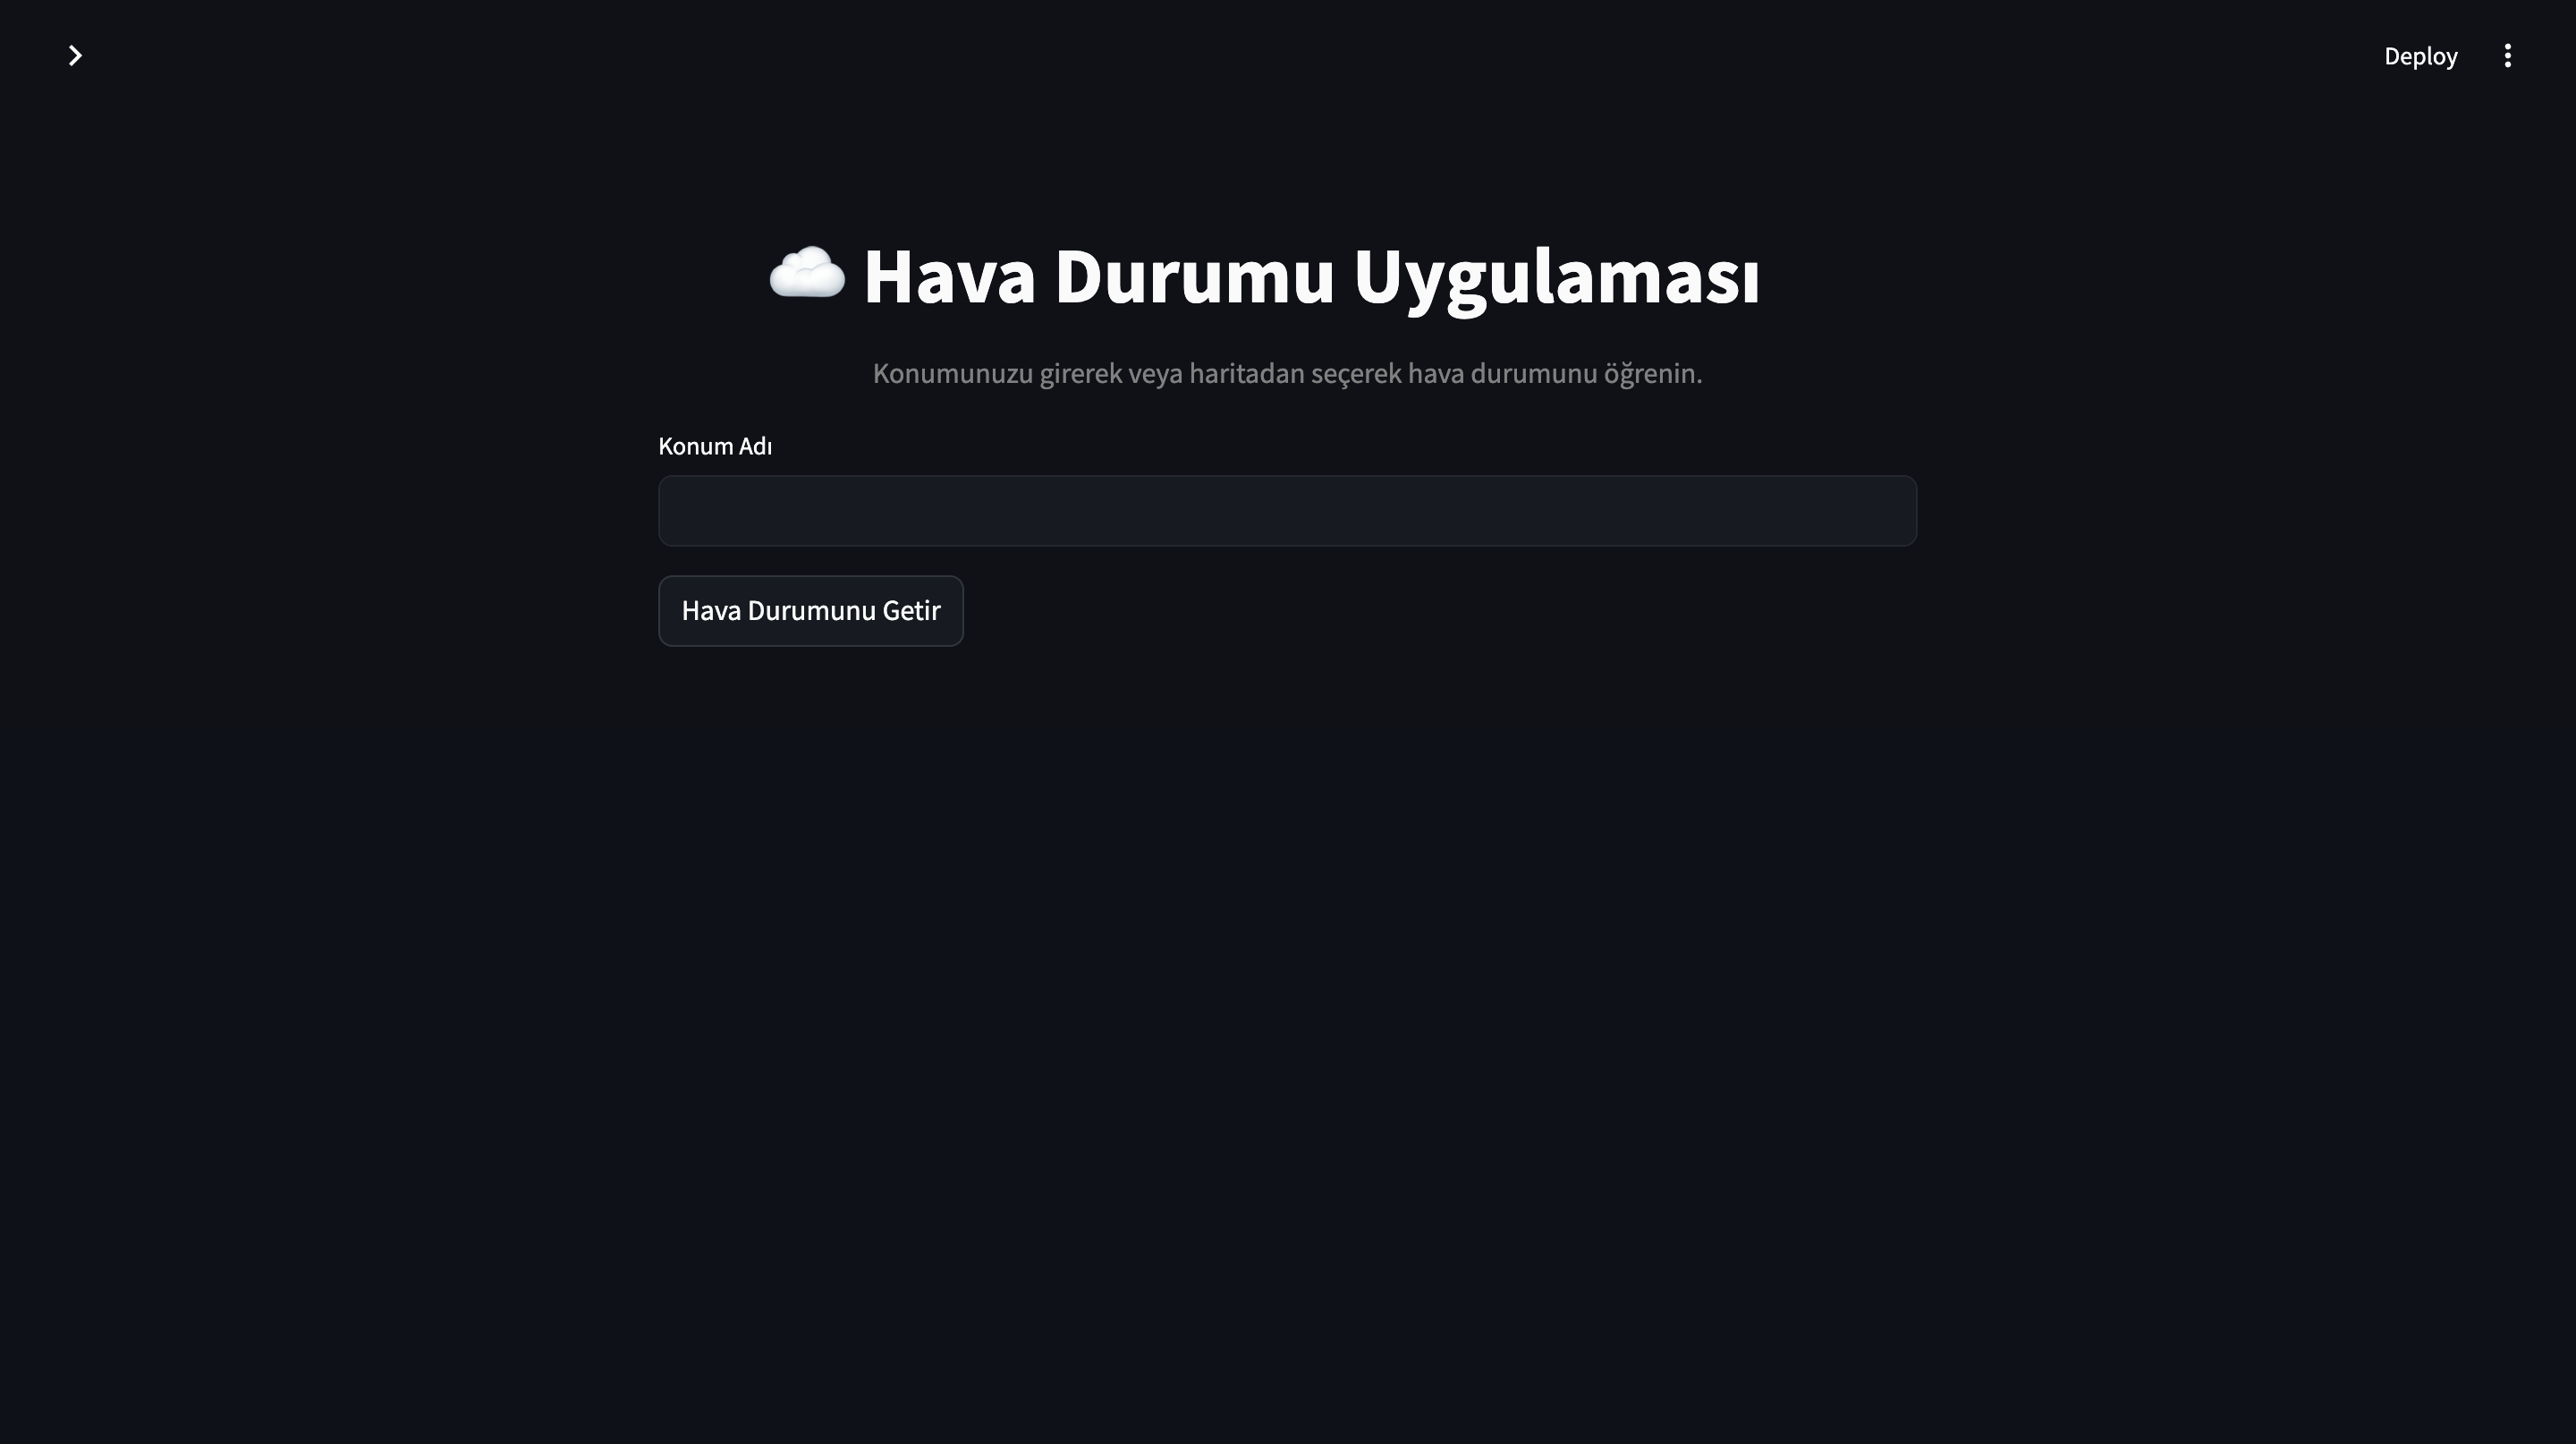 Deploy
Hava Durumu Uygulaması
Konumunuzu girerek veya haritadan seçerek hava durumunu öğrenin.
Konum Adı
Hava Durumunu Getir